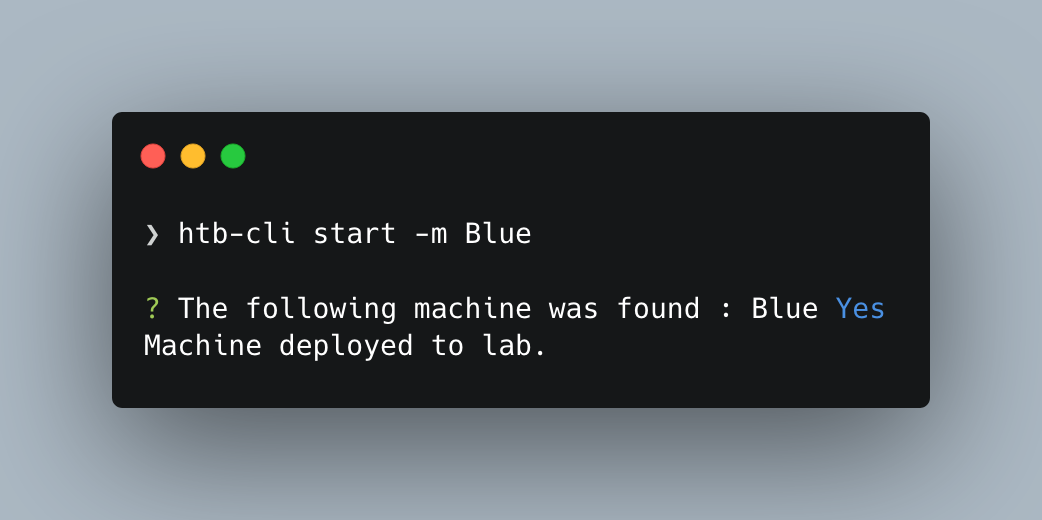 ❯ htb-cli start -m Blue
? The following machine was found : Blue Yes
Machine deployed to lab.